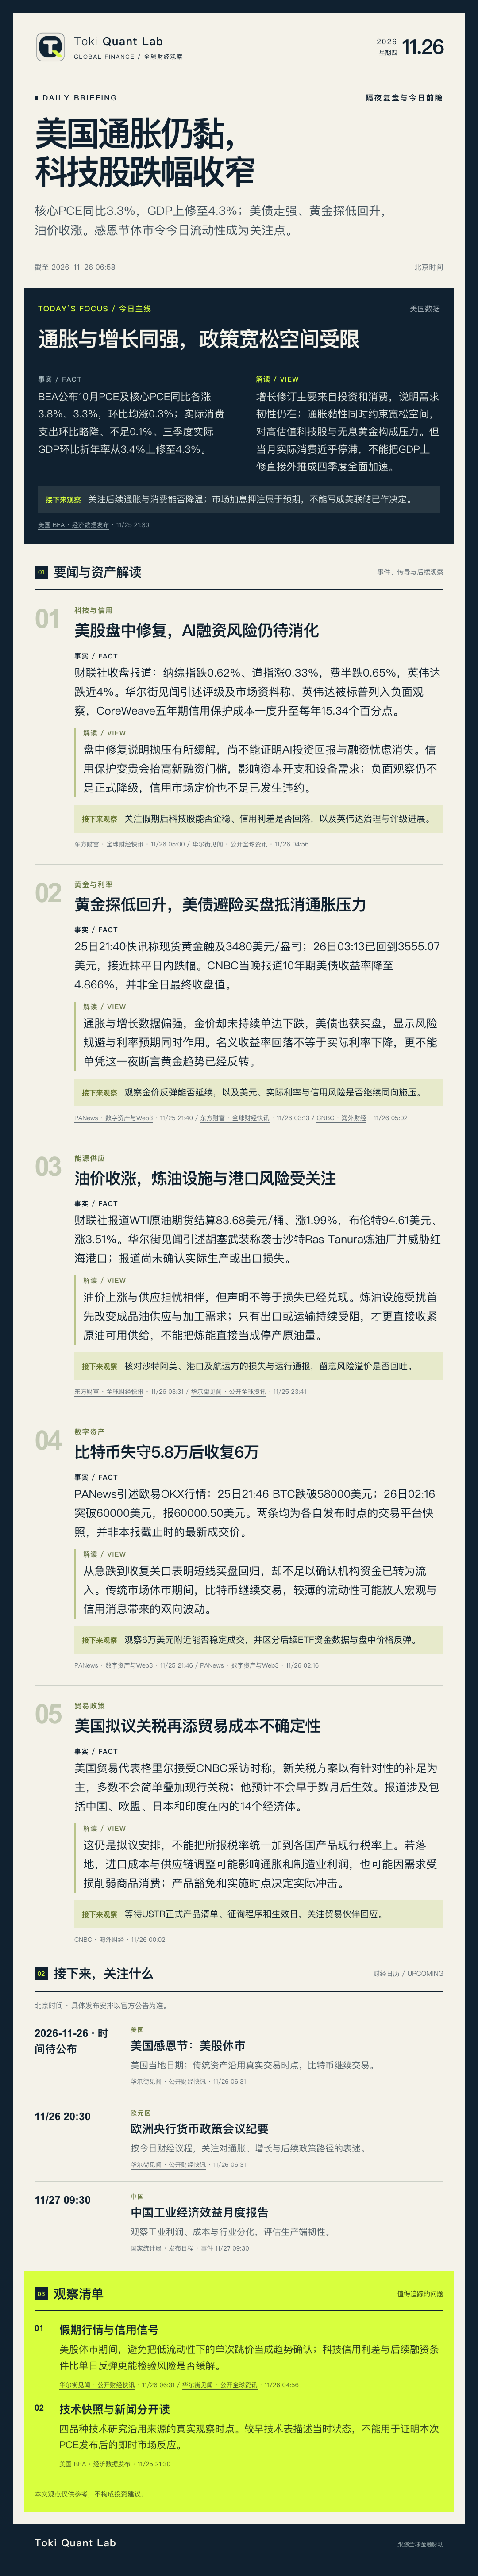 Toki Quant Lab
GLOBAL FINANCE / 全球财经观察
2026
星期四
11.26
DAILY BRIEFING
隔夜复盘与今日前瞻
美国通胀仍黏，
科技股跌幅收窄
核心PCE同比3.3%，GDP上修至4.3%；美债走强、黄金探低回升，
油价收涨。感恩节休市令今日流动性成为关注点。
截至 2026-11-26 06:58
北京时间
TODAY'S FOCUS / 今日主线
美国数据
通胀与增长同强，政策宽松空间受限
事实 / FACT
BEA公布10月PCE及核心PCE同比各涨
3.8%、3.3%，环比均涨0.3%；实际消费
支出环比略降、不足0.1%。三季度实际
GDP环比折年率从3.4%上修至4.3%。
解读 / VIEW
增长修订主要来自投资和消费，说明需求
韧性仍在；通胀黏性同时约束宽松空间，
对高估值科技股与无息黄金构成压力。但
当月实际消费近乎停滞，不能把GDP上
修直接外推成四季度全面加速。
接下来观察 关注后续通胀与消费能否降温；市场加息押注属于预期，不能写成美联储已作决定。
美国 BEA · 经济数据发布 · 11/25 21:30
01 要闻与资产解读
事件、传导与后续观察
01
科技与信用
美股盘中修复，AI融资风险仍待消化
事实 / FACT
财联社收盘报道：纳综指跌0.62%、道指涨0.33%，费半跌0.65%，英伟达
跌近4%。华尔街见闻引述评级及市场资料称，英伟达被标普列入负面观
察，CoreWeave五年期信用保护成本一度升至每年15.34个百分点。
解读 / VIEW
盘中修复说明抛压有所缓解，尚不能证明AI投资回报与融资忧虑消失。信
用保护变贵会抬高新融资门槛，影响资本开支和设备需求；负面观察仍不
是正式降级，信用市场定价也不是已发生违约。
接下来观察 关注假期后科技股能否企稳、信用利差是否回落，以及英伟达治理与评级进展。
东方财富 · 全球财经快讯 · 11/26 05:00 / 华尔街见闻 · 公开全球资讯 · 11/26 04:56
02
黄金与利率
黄金探低回升，美债避险买盘抵消通胀压力
事实 / FACT
25日21:40快讯称现货黄金触及3480美元/盎司；26日03:13已回到3555.07
美元，接近抹平日内跌幅。CNBC当晚报道10年期美债收益率降至
4.866%，并非全日最终收盘值。
解读 / VIEW
通胀与增长数据偏强，金价却未持续单边下跌，美债也获买盘，显示风险
规避与利率预期同时作用。名义收益率回落不等于实际利率下降，更不能
单凭这一夜断言黄金趋势已经反转。
接下来观察 观察金价反弹能否延续，以及美元、实际利率与信用风险是否继续同向施压。
PANews · 数字资产与Web3 · 11/25 21:40 / 东方财富 · 全球财经快讯 · 11/26 03:13 / CNBC · 海外财经 · 11/26 05:02
03
能源供应
油价收涨，炼油设施与港口风险受关注
事实 / FACT
财联社报道WTI原油期货结算83.68美元/桶、涨1.99%，布伦特94.61美元、
涨3.51%。华尔街见闻引述胡塞武装称袭击沙特Ras Tanura炼油厂并威胁红
海港口；报道尚未确认实际生产或出口损失。
解读 / VIEW
油价上涨与供应担忧相伴，但声明不等于损失已经兑现。炼油设施受扰首
先改变成品油供应与加工需求；只有出口或运输持续受阻，才更直接收紧
原油可用供给，不能把炼能直接当成停产原油量。
接下来观察 核对沙特阿美、港口及航运方的损失与运行通报，留意风险溢价是否回吐。
东方财富 · 全球财经快讯 · 11/26 03:31 / 华尔街见闻 · 公开全球资讯 · 11/25 23:41
04
数字资产
比特币失守5.8万后收复6万
事实 / FACT
PANews引述欧易OKX行情：25日21:46 BTC跌破58000美元；26日02:16
突破60000美元，报60000.50美元。两条均为各自发布时点的交易平台快
照，并非本报截止时的最新成交价。
解读 / VIEW
从急跌到收复关口表明短线买盘回归，却不足以确认机构资金已转为流
入。传统市场休市期间，比特币继续交易，较薄的流动性可能放大宏观与
信用消息带来的双向波动。
接下来观察 观察6万美元附近能否稳定成交，并区分后续ETF资金数据与盘中价格反弹。
PANews · 数字资产与Web3 · 11/25 21:46 / PANews · 数字资产与Web3 · 11/26 02:16
05
贸易政策
美国拟议关税再添贸易成本不确定性
事实 / FACT
美国贸易代表格里尔接受CNBC采访时称，新关税方案以有针对性的补足为
主，多数不会简单叠加现行关税；他预计不会早于数月后生效。报道涉及包
括中国、欧盟、日本和印度在内的14个经济体。
解读 / VIEW
这仍是拟议安排，不能把所报税率统一加到各国产品现行税率上。若落
地，进口成本与供应链调整可能影响通胀和制造业利润，也可能因需求受
损削弱商品消费；产品豁免和实施时点决定实际冲击。
接下来观察 等待USTR正式产品清单、征询程序和生效日，关注贸易伙伴回应。
CNBC · 海外财经 · 11/26 00:02
02 接下来，关注什么
财经日历 / UPCOMING
北京时间 · 具体发布安排以官方公告为准。
2026-11-26 · 时
间待公布
美国
美国感恩节：美股休市
美国当地日期；传统资产沿用真实交易时点，比特币继续交易。
华尔街见闻 · 公开财经快讯 · 11/26 06:31
11/26 20:30
欧元区
欧洲央行货币政策会议纪要
按今日财经议程，关注对通胀、增长与后续政策路径的表述。
华尔街见闻 · 公开财经快讯 · 11/26 06:31
11/27 09:30
中国
中国工业经济效益月度报告
观察工业利润、成本与行业分化，评估生产端韧性。
国家统计局 · 发布日程 · 事件 11/27 09:30
03 观察清单
值得追踪的问题
01 假期行情与信用信号
美股休市期间，避免把低流动性下的单次跳价当成趋势确认；科技信用利差与后续融资条
件比单日反弹更能检验风险是否缓解。
华尔街见闻 · 公开财经快讯 · 11/26 06:31 / 华尔街见闻 · 公开全球资讯 · 11/26 04:56
02 技术快照与新闻分开读
四品种技术研究沿用来源的真实观察时点。较早技术表描述当时状态，不能用于证明本次
PCE发布后的即时市场反应。
美国 BEA · 经济数据发布 · 11/25 21:30
本文观点仅供参考，不构成投资建议。
Toki Quant Lab
跟踪全球金融脉动